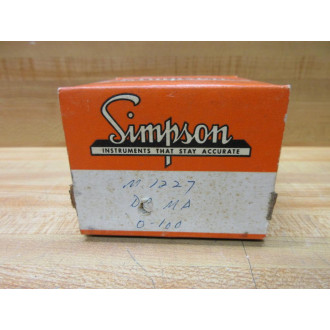 Simpson
INSTRUMENTS THAT STAY ACCURATE
M 1227
DC MA
0-100